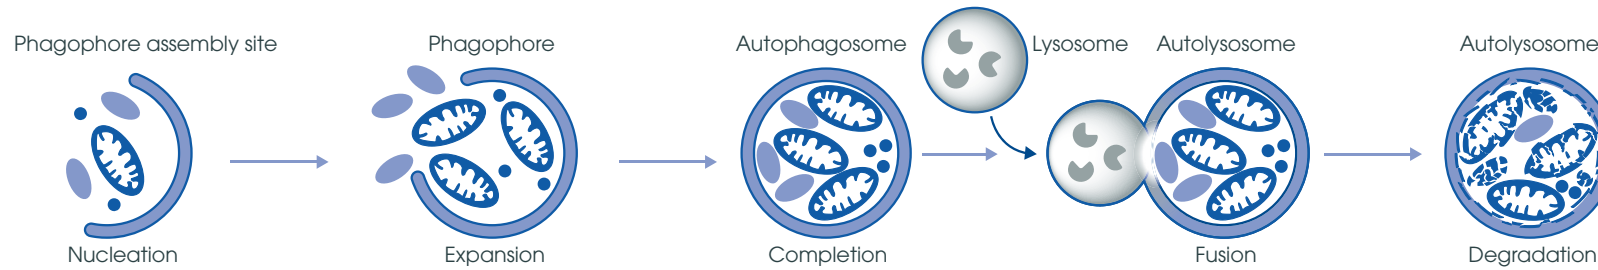 Phagophore assembly site
Phagophore
Autophagosome
Lysosome
Autolysosome
Autolysosome
Nucleation
Expansion
Completion
Fusion
Degradation